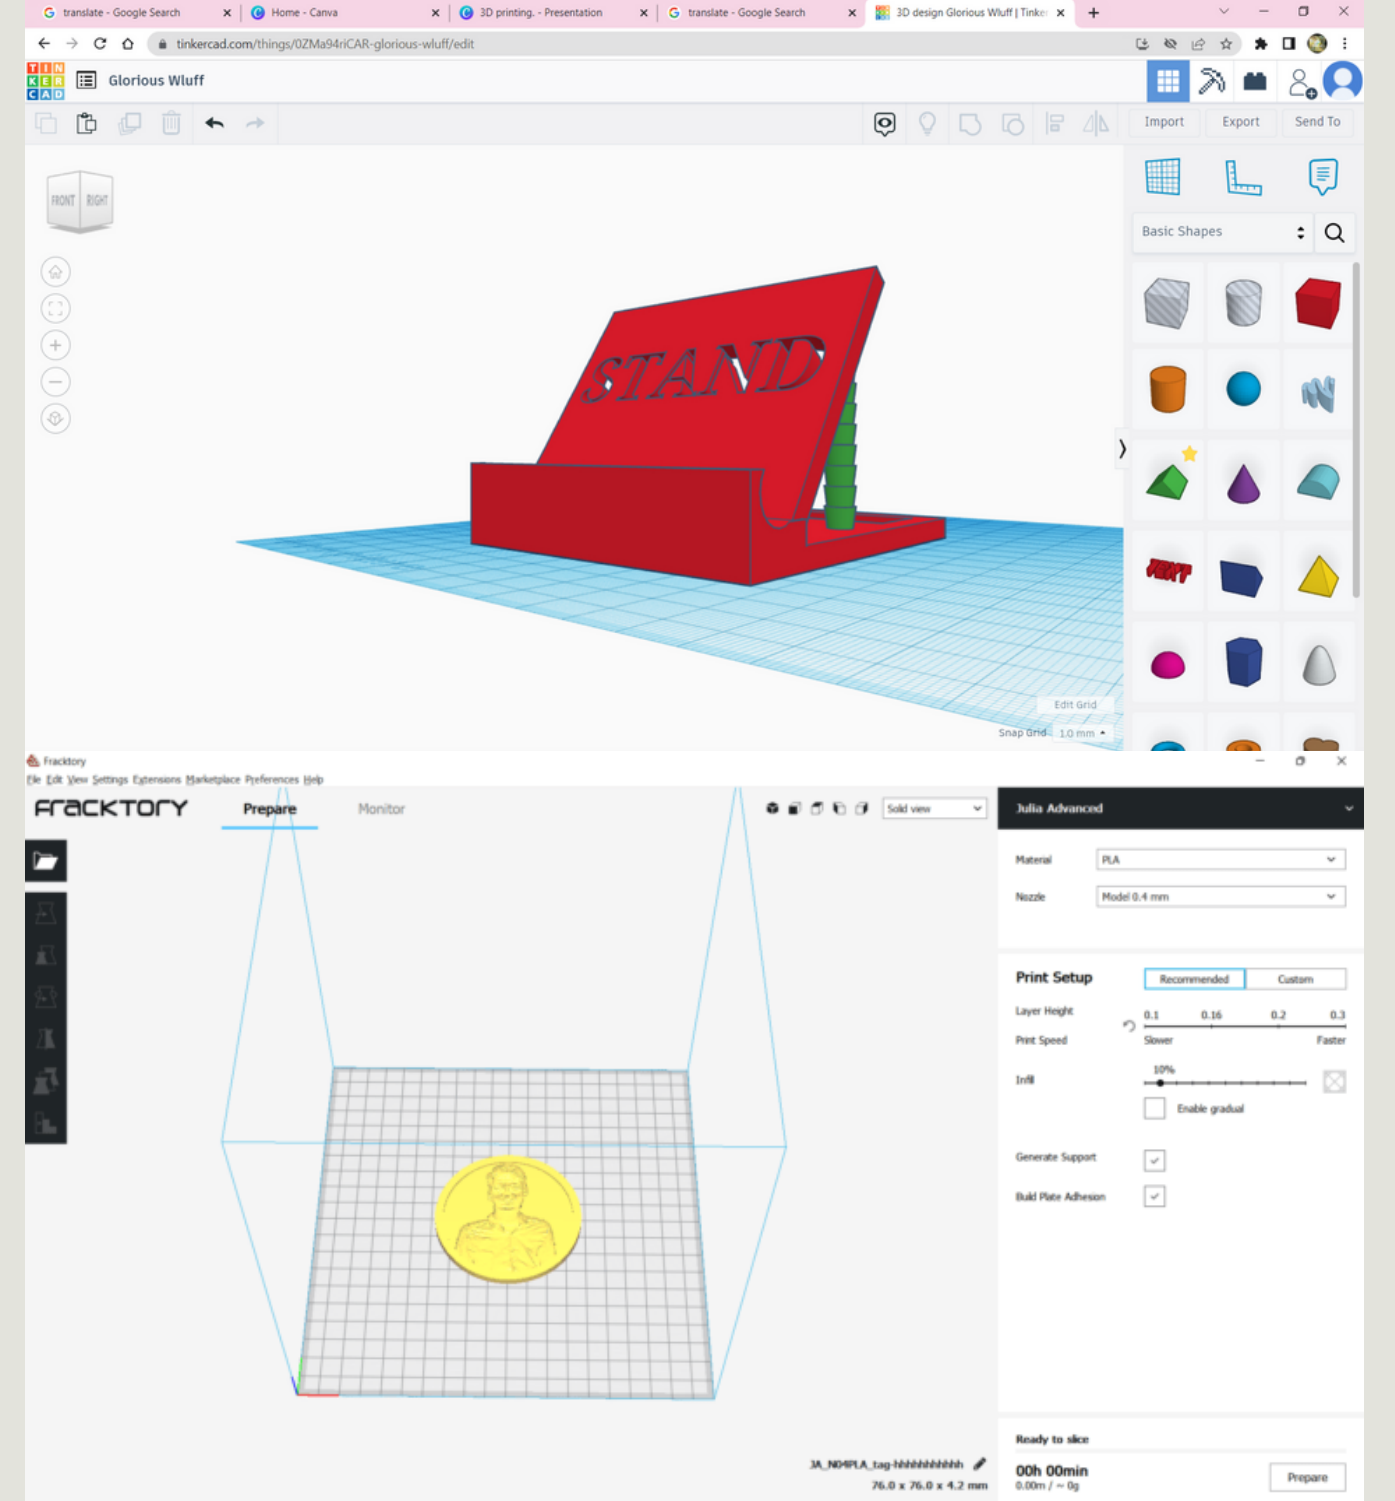 translate - Google Search
Home - Canva
3D printing. - Presentation
translate - Google Search
3D design Glorious Wluff | Tinker
tinkercad.com/things/0ZMa94riCAR-glorious-wluff/edit
TIN
KER
CAD
Glorious Wluff
Import
Export
Send To
FRONT
RIGHT
Basic Shapes
STAND
TEXT
Edit Grid
Snap Grid 1.0 mm
Fracktory
File Edit View Settings Extensions Marketplace Preferences Help
FRACKTORY
Prepare
Monitor
Solid view
Julia Advanced
Material PLA
Nozzle Model 0.4 mm
Print Setup Recommended Custom
Layer Height 0.1 0.16 0.2 0.3
Print Speed Slower Faster
10%
Infill
Enable gradual
Generate Support
Build Plate Adhesion
JA_N04PLA_tag-hhhhhhhhhhh
76.0 x 76.0 x 4.2 mm
Ready to slice
00h 00min
0.00m / ~ 0g
Prepare